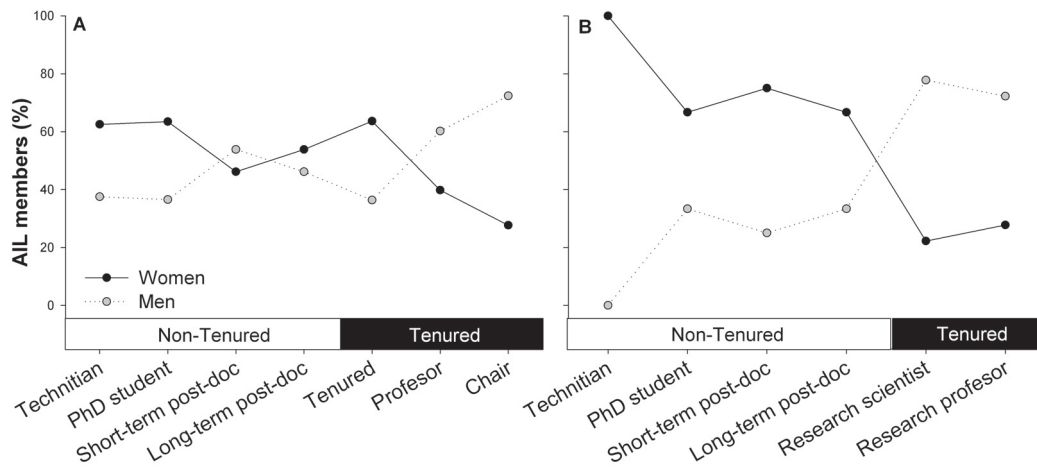 A
B
AIL members (%)
100
80
60
40
20
0
Women
Men
Non-Tenured
Tenured
Non-Tenured
Tenured
Technitian
PhD student
Short-term post-doc
Long-term post-doc
Tenured
Profesor
Chair
Technitian
PhD student
Short-term post-doc
Long-term post-doc
Research scientist
Research profesor